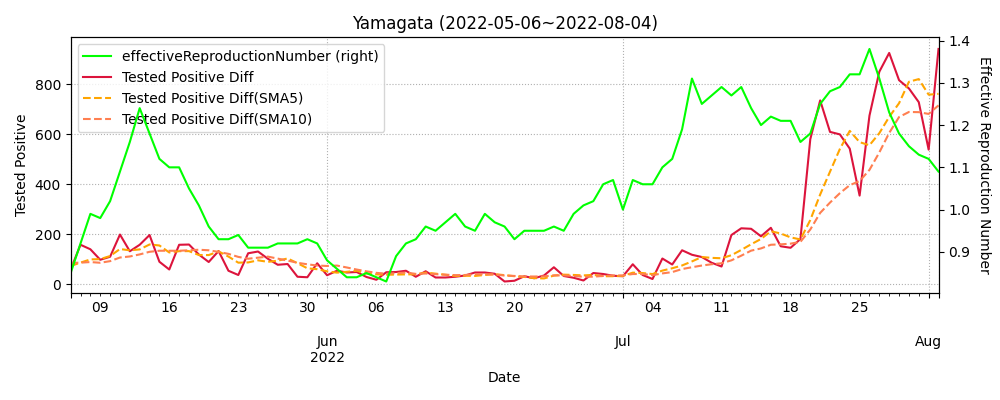 Yamagata (2022-05-06~2022-08-04)
effectiveReproductionNumber (right)
Tested Positive Diff
Tested Positive Diff(SMA5)
Tested Positive Diff(SMA10)
Tested Positive
800
600
400
200
0
1.4
1.3
1.2
1.1
1.0
0.9
Effective Reproduction Number
09 16 23 30 06 13 20 27 04 11 18 25
Jun Jul Aug
2022
Date